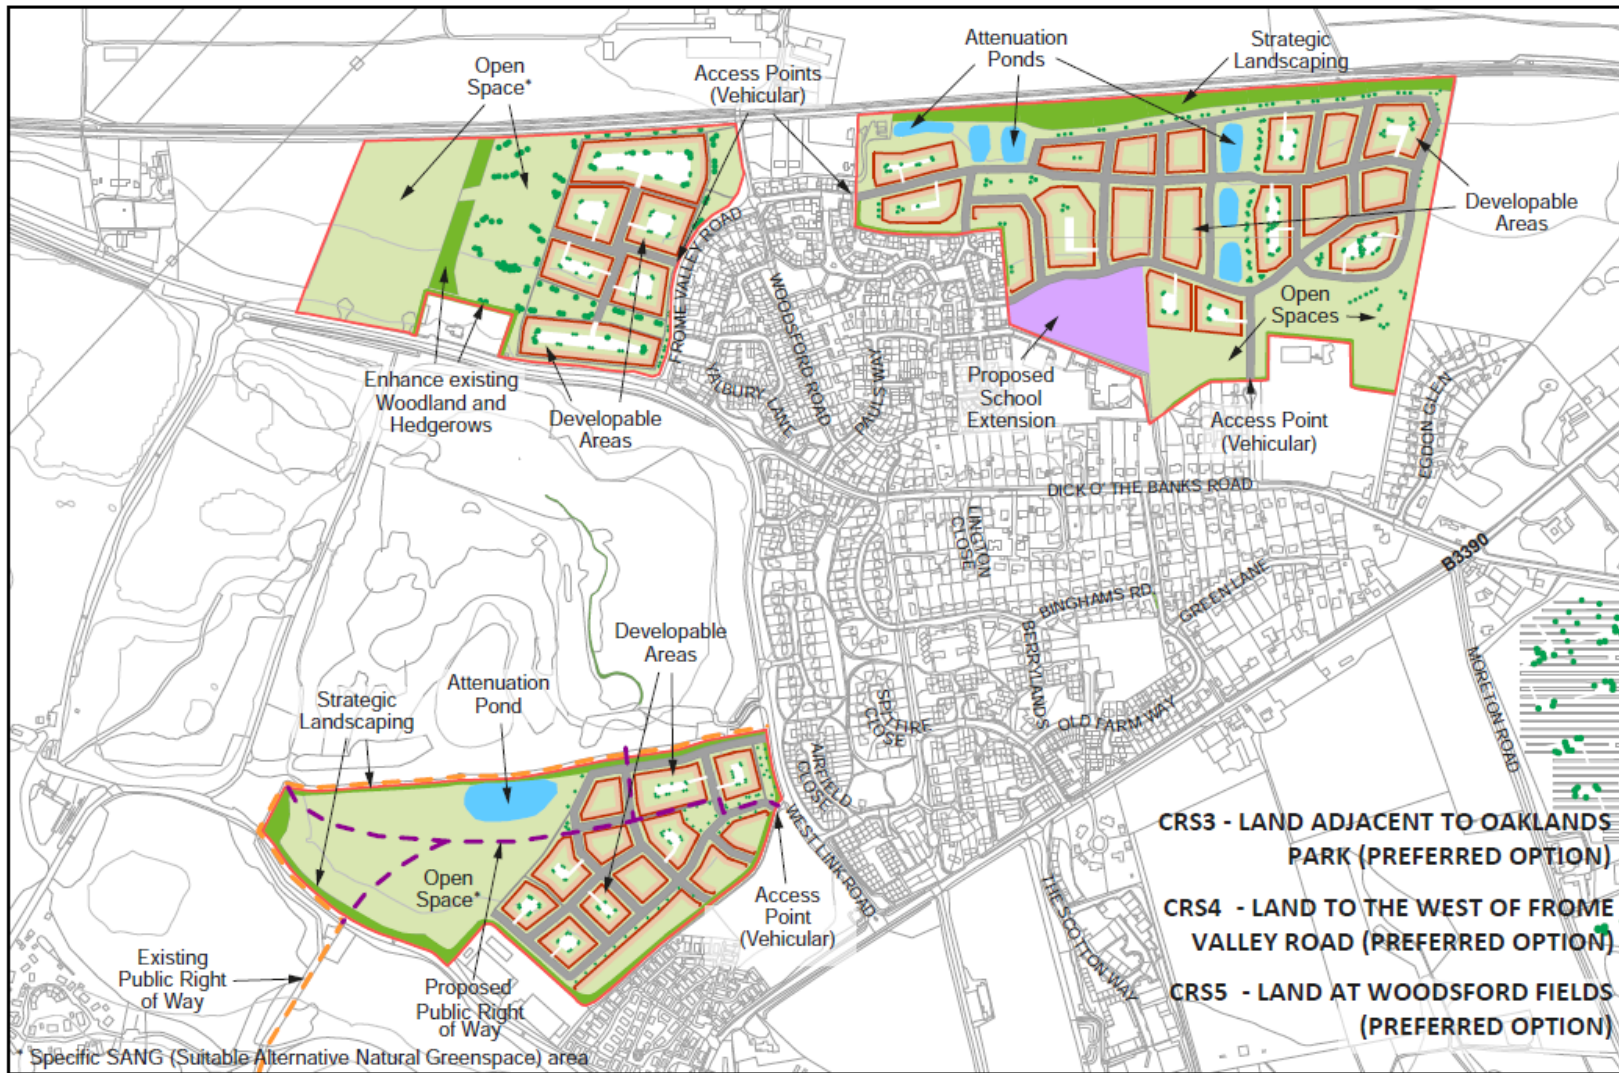 Open
Space*
Access Points
(Vehicular)
Attenuation
Ponds
Strategic
Landscaping
Developable
Areas
FROME VALLEY ROAD
WOODSFORD ROAD
YALBURY LANE
PAULS WAY
Enhance existing
Woodland and
Hedgerows
Developable
Areas
Proposed
School
Extension
Open
Spaces
Access Point
(Vehicular)
EGDON GLEN
DICK O' THE BANKS ROAD
LINGTON
CLOSE
B3390
BINGHAMS RD.
GREEN LANE
BERRYLANDS
OLD FARM WAY
SPITFIRE
CLOSE
AIRFIELD
CLOSE
WEST LINK ROAD
MORETON ROAD
THE SCOTTON WAY
Developable
Areas
Attenuation
Pond
Strategic
Landscaping
Open
Space*
Access
Point
(Vehicular)
Existing
Public Right
of Way
Proposed
Public Right
of Way
CRS3 - LAND ADJACENT TO OAKLANDS
PARK (PREFERRED OPTION)
CRS4 - LAND TO THE WEST OF FROME
VALLEY ROAD (PREFERRED OPTION)
CRS5 - LAND AT WOODSFORD FIELDS
(PREFERRED OPTION)
* Specific SANG (Suitable Alternative Natural Greenspace) area